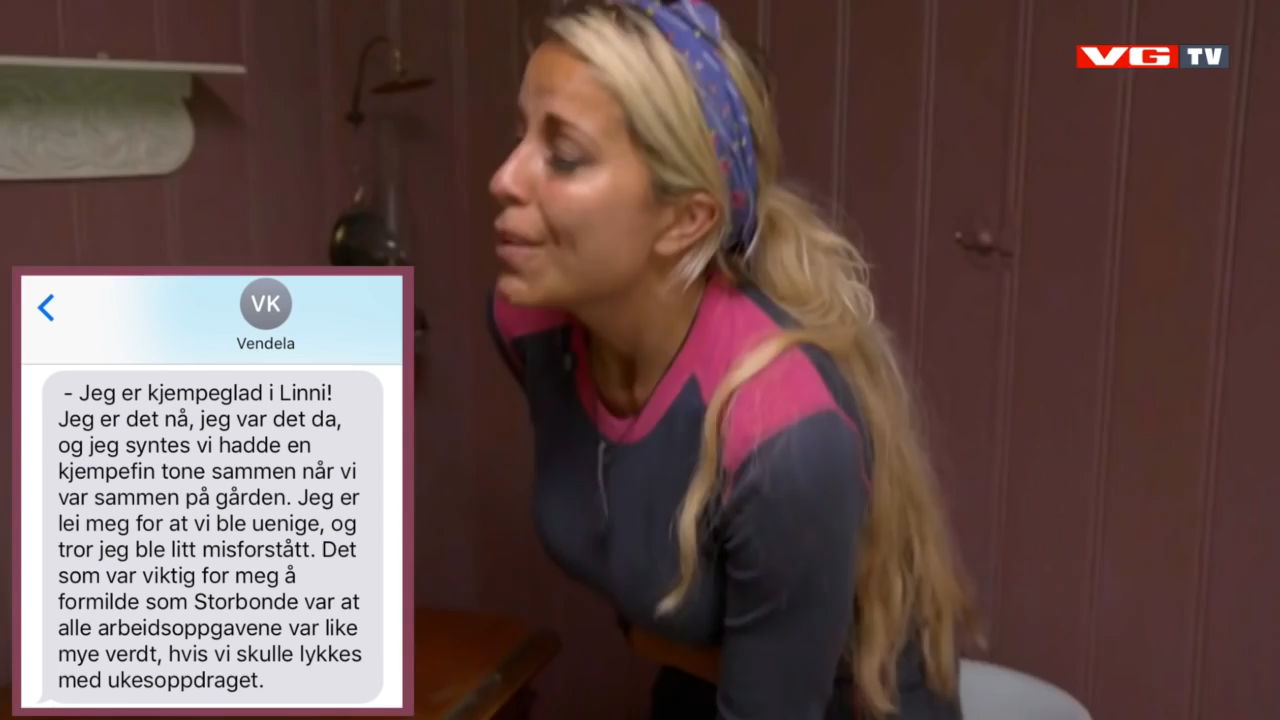 VG TV
VK
Vendela
- Jeg er kjempeglad i Linni!
Jeg er det nå, jeg var det da,
og jeg syntes vi hadde en
kjempefin tone sammen når vi
var sammen på gården. Jeg er
lei meg for at vi ble uenige, og
tror jeg ble litt misforstått. Det
som var viktig for meg å
formilde som Storbonde var at
alle arbeidsoppgavene var like
mye verdt, hvis vi skulle lykkes
med ukesoppdraget.